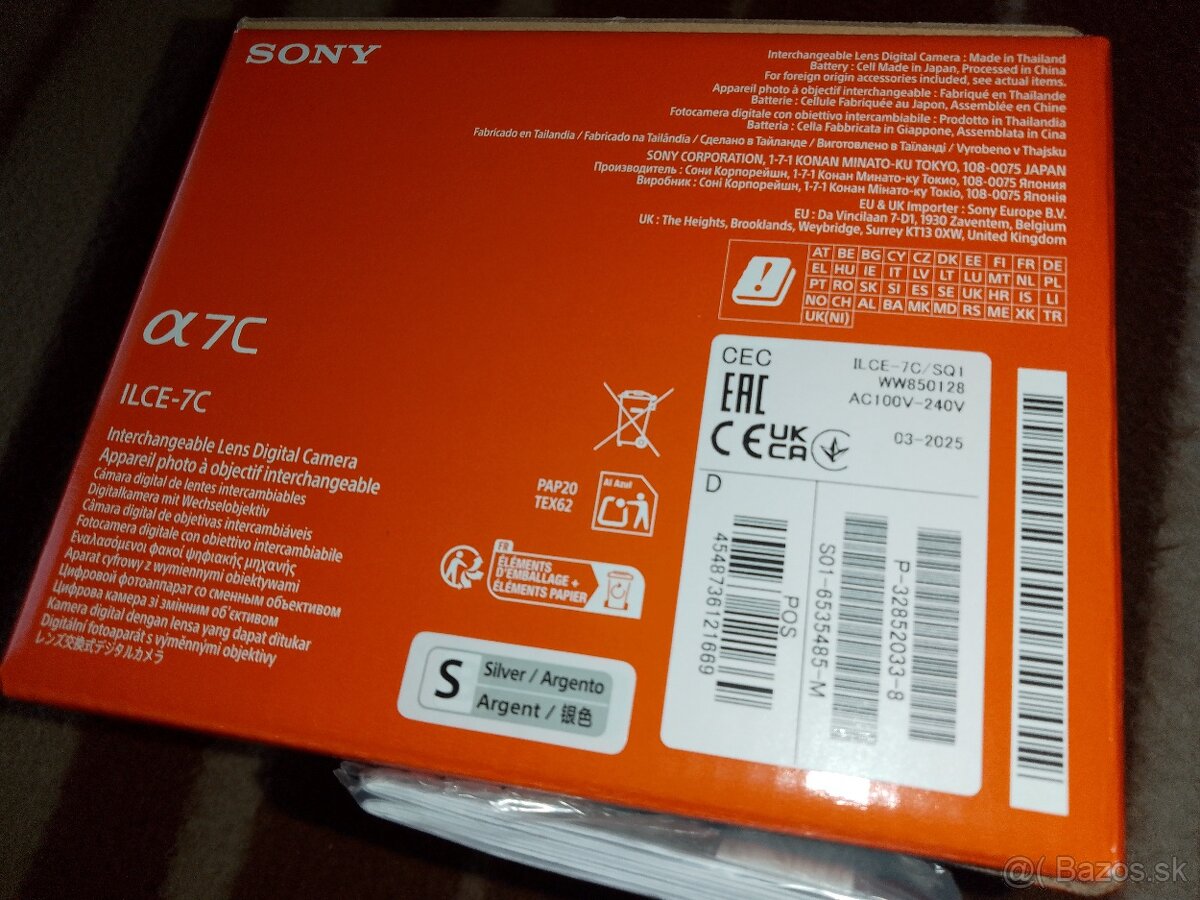 SONY
Interchangeable Lens Digital Camera : Made in Thailand
Battery : Cell Made in Japan, Processed in China
For foreign origin accessories included, see actual items.
Appareil photo à objectif interchangeable : Fabriqué en Thaïlande
Batterie : Cellule Fabriquée au Japon, Assemblée en Chine
Fotocamera digitale con obiettivo intercambiabile : Prodotto in Thailandia
Batteria : Cella Fabbricata in Giappone, Assemblata in Cina
Fabricado en Tailandia / Fabricado na Tailândia / Сделано в Тайланде / Виготовлено в Таїланді / Vyrobeno v Thajsku
SONY CORPORATION, 1-7-1 KONAN MINATO-KU TOKYO, 108-0075 JAPAN
Производитель : Сони Корпорейшн, 1-7-1 Конан Минато-ку Токио, 108-0075 Япония
Виробник : Соні Корпорейшн, 1-7-1 Конан Мінато-ку Токіо, 108-0075 Японія
EU & UK Importer : Sony Europe B.V.
EU : Da Vincilaan 7-D1, 1930 Zaventem, Belgium
UK : The Heights, Brooklands, Weybridge, Surrey KT13 0XW, United Kingdom
AT BE BG CY CZ DK EE FI FR DE
EL HU IE IT LV LT LU MT NL PL
PT RO SK SI ES SE UK HR IS LI
NO CH AL BA MK MD RS ME XK TR
UK(NI)
α7C
ILCE-7C
Interchangeable Lens Digital Camera
Appareil photo à objectif interchangeable
Cámara digital de lentes intercambiables
Digitalkamera mit Wechselobjektiv
Câmara digital de objetivas intercambiáveis
Fotocamera digitale con obiettivo intercambiabile
Εναλασόμενοι φακοί ψηφιακής μηχανής
Aparat cyfrowy z wymiennymi obiektywami
Цифровой фотоаппарат со сменным объективом
Цифрова камера зі змінним об'єктивом
Kamera digital dengan lensa yang dapat ditukar
Digitální fotoaparát s výměnnými objektivy
レンズ交換式デジタルカメラ
PAP20
TEX62
Al Azul
FR
ÉLÉMENTS
D'EMBALLAGE +
ÉLÉMENTS PAPIER
S
Silver / Argento
Argent / 銀色
CEC
EAC
CE UK
CA
ILCE-7C/SQ1
WW850128
AC100V-240V
03-2025
D
4548736121669
POS
S01-6535485-M
P-32852033-8
@( Bazos.sk